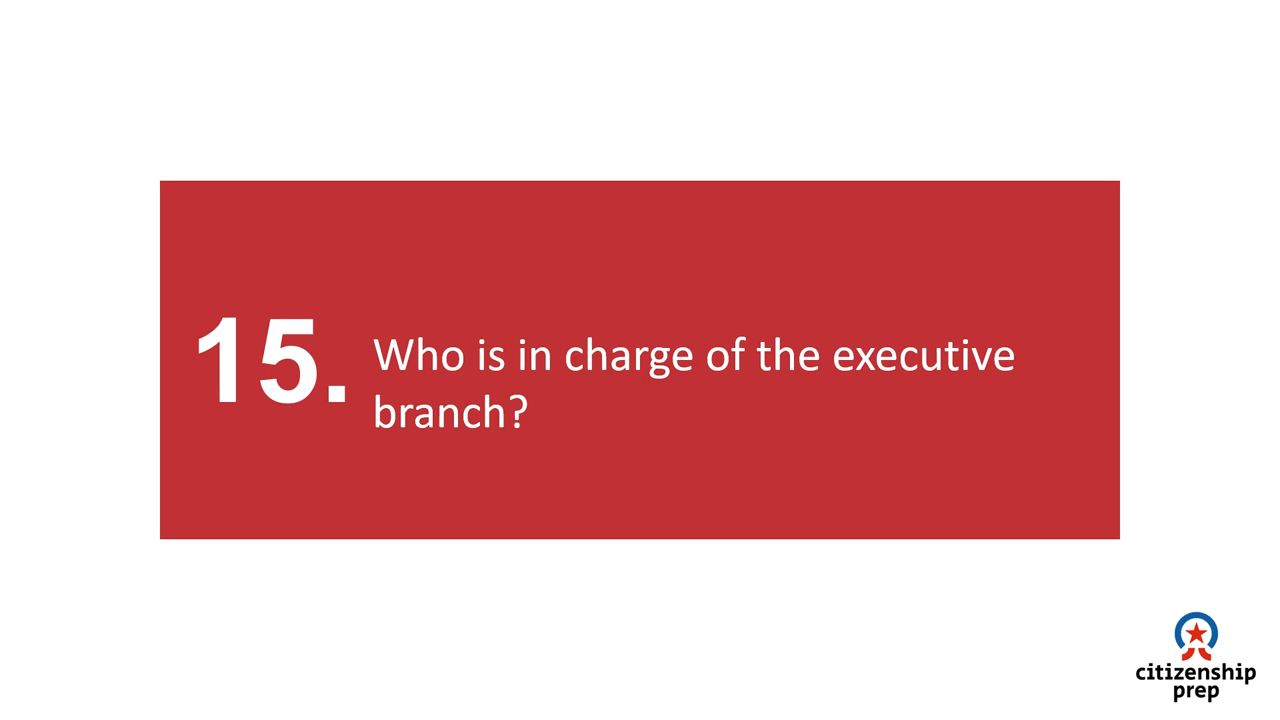 15. Who is in charge of the executive
branch?
citizenship
prep